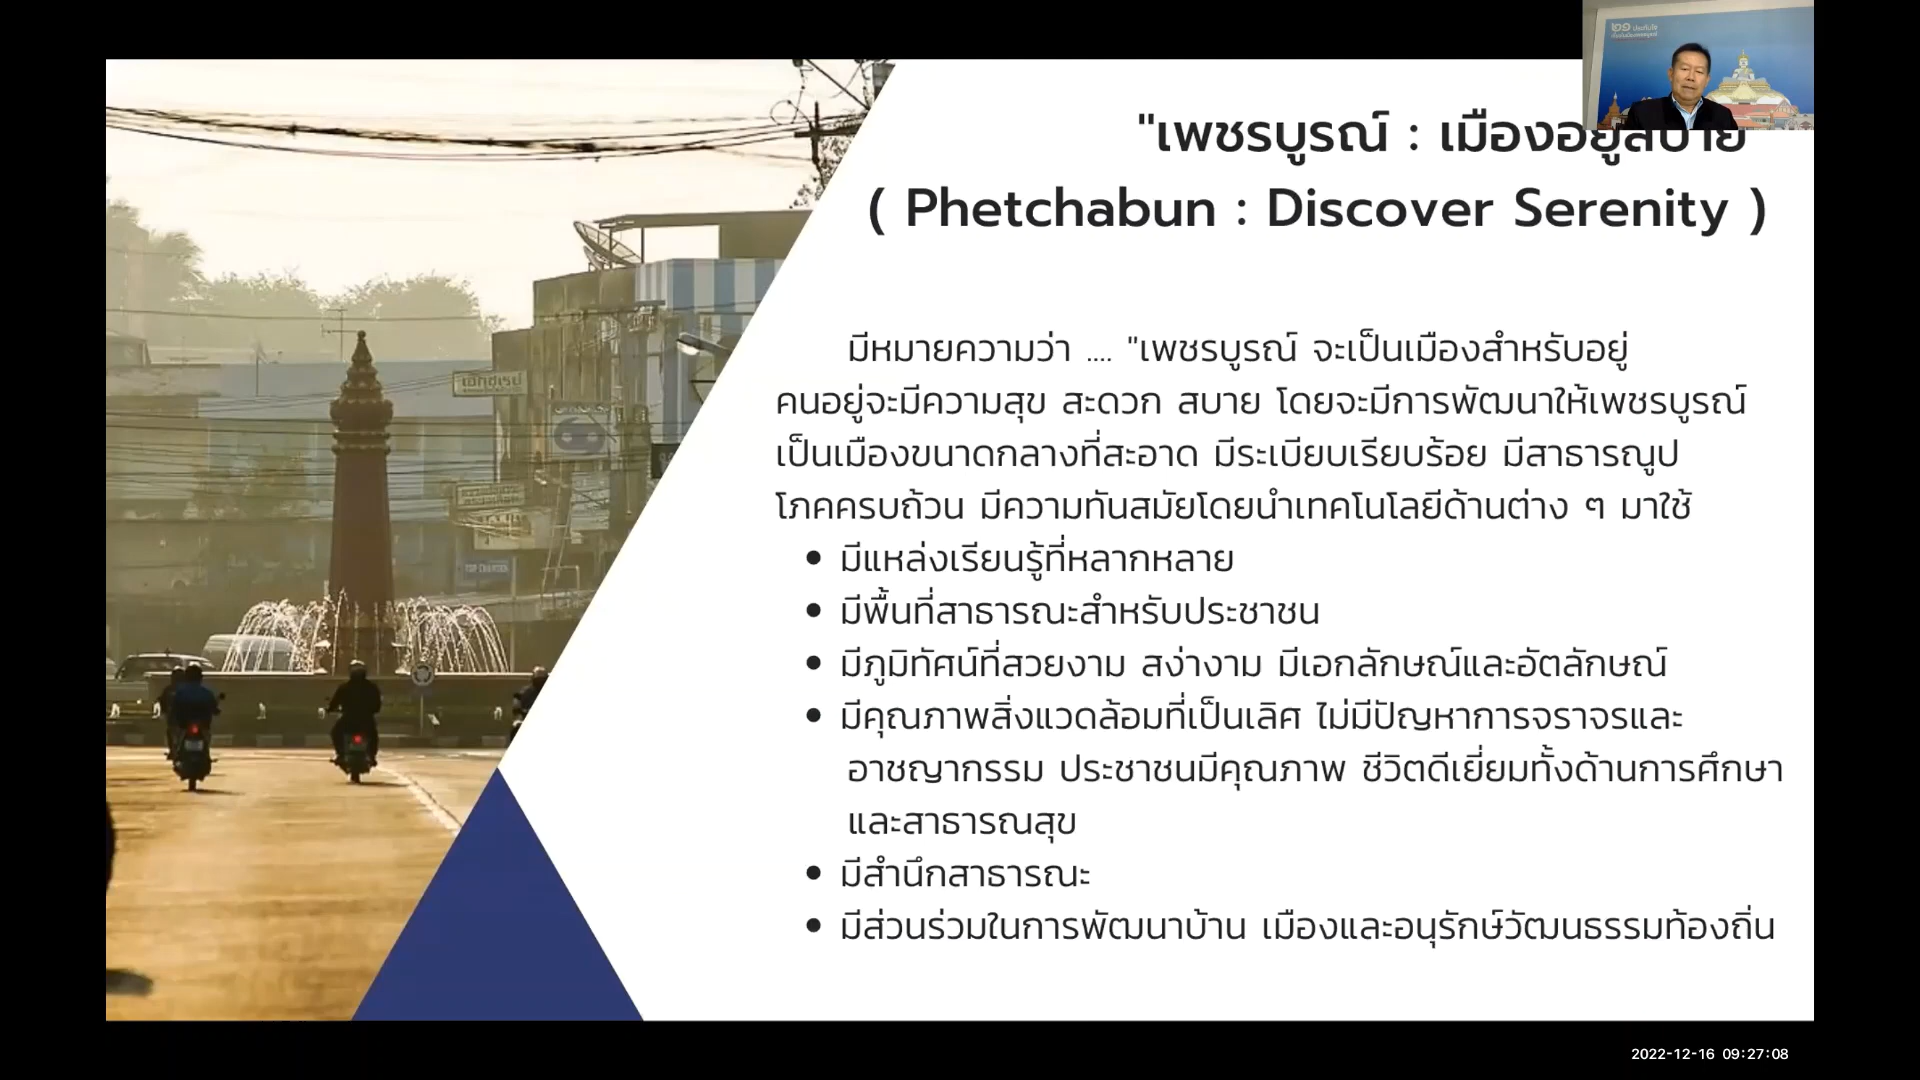 ๒๑ ประทับใจ
"เพชรบูรณ์ : เมืองอยู่สบาย
( Phetchabun : Discover Serenity )
มีหมายความว่า .... "เพชรบูรณ์ จะเป็นเมืองสำหรับอยู่
คนอยู่จะมีความสุข สะดวก สบาย โดยจะมีการพัฒนาให้เพชรบูรณ์
เป็นเมืองขนาดกลางที่สะอาด มีระเบียบเรียบร้อย มีสาธารณูป
โภคครบถ้วน มีความทันสมัยโดยนำเทคโนโลยีด้านต่าง ๆ มาใช้
• มีแหล่งเรียนรู้ที่หลากหลาย
• มีพื้นที่สาธารณะสำหรับประชาชน
• มีภูมิทัศน์ที่สวยงาม สง่างาม มีเอกลักษณ์และอัตลักษณ์
• มีคุณภาพสิ่งแวดล้อมที่เป็นเลิศ ไม่มีปัญหาการจราจรและ
อาชญากรรม ประชาชนมีคุณภาพ ชีวิตดีเยี่ยมทั้งด้านการศึกษา
และสาธารณสุข
• มีสำนึกสาธารณะ
• มีส่วนร่วมในการพัฒนาบ้าน เมืองและอนุรักษ์วัฒนธรรมท้องถิ่น
2022-12-16 09:27:08